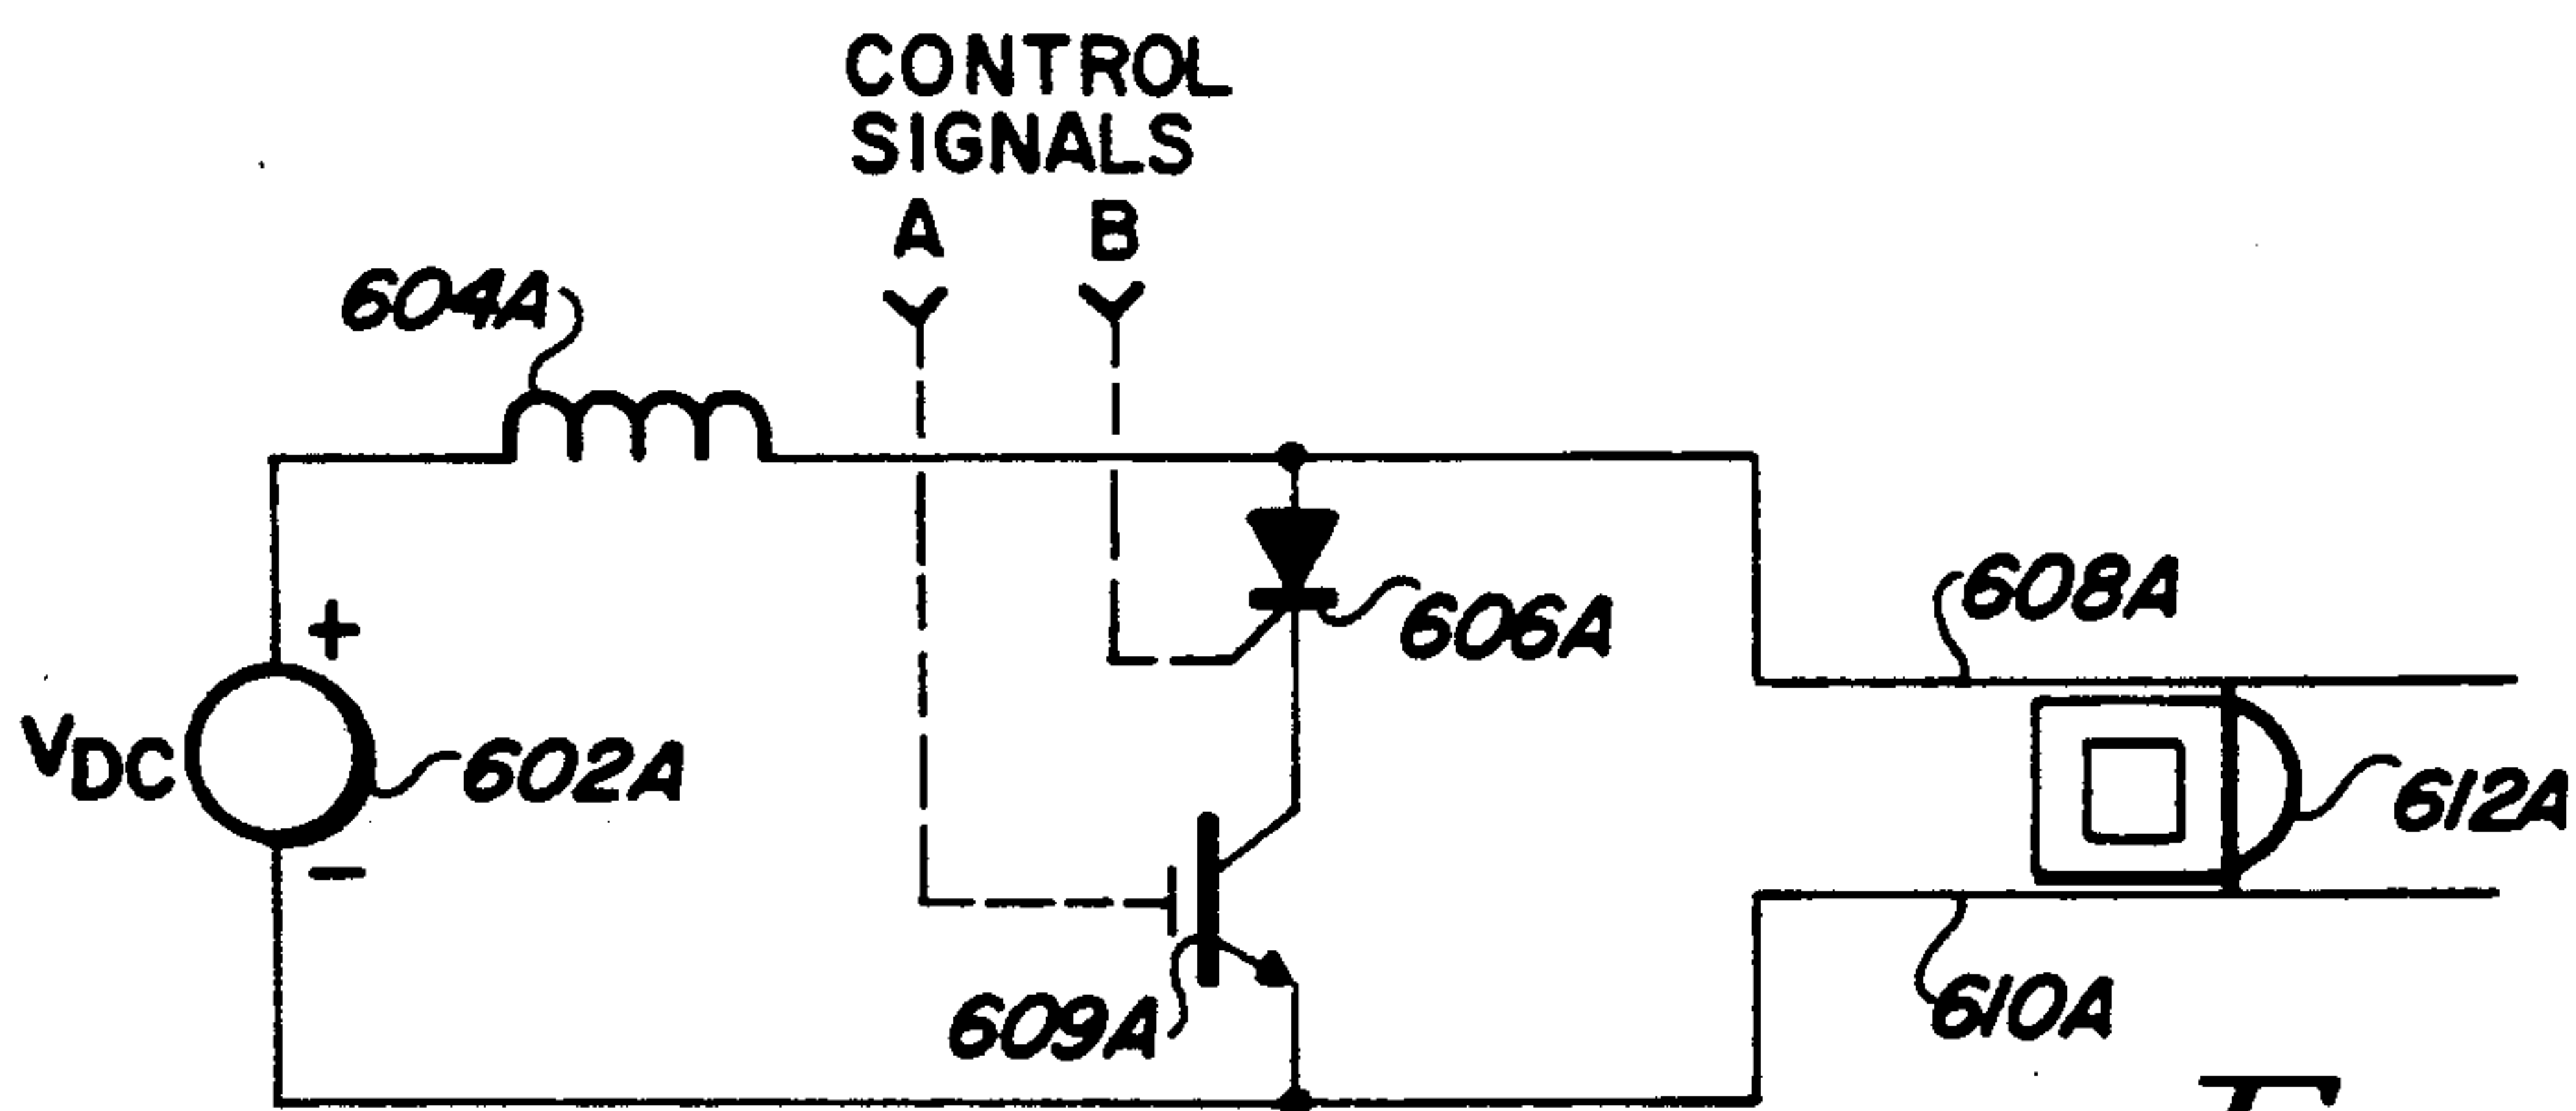 CONTROL
SIGNALS
A B
604A
+
606A
608A
VDC
602A
612A
−
609A
610A